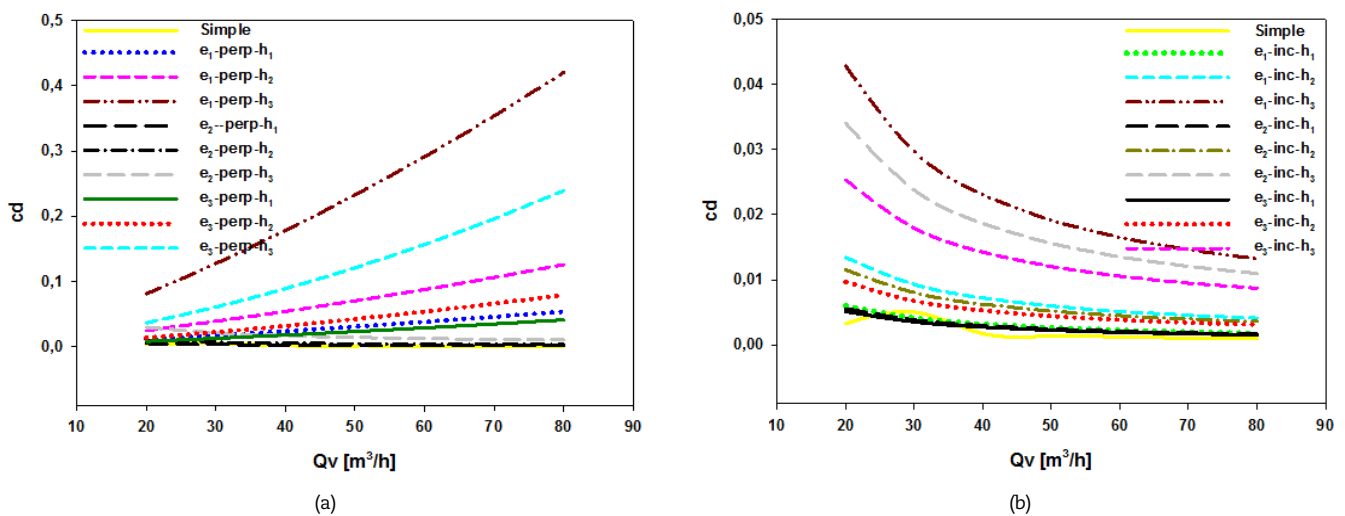 0,5
0,4
0,3
0,2
0,1
0,0
cd
Simple
e₁-perp-h₁
e₁-perp-h₂
e₁-perp-h₃
e₂--perp-h₁
e₂-perp-h₂
e₂-perp-h₃
e₃-perp-h₁
e₃-perp-h₂
e₃-perp-h₃
10 20 30 40 50 60 70 80 90
Qv [m³/h]
(a)
0,05
0,04
0,03
0,02
0,01
0,00
cd
Simple
e₁-inc-h₁
e₁-inc-h₂
e₁-inc-h₃
e₂-inc-h₁
e₂-inc-h₂
e₂-inc-h₃
e₃-inc-h₁
e₃-inc-h₂
e₃-inc-h₃
10 20 30 40 50 60 70 80 90
Qv [m³/h]
(b)